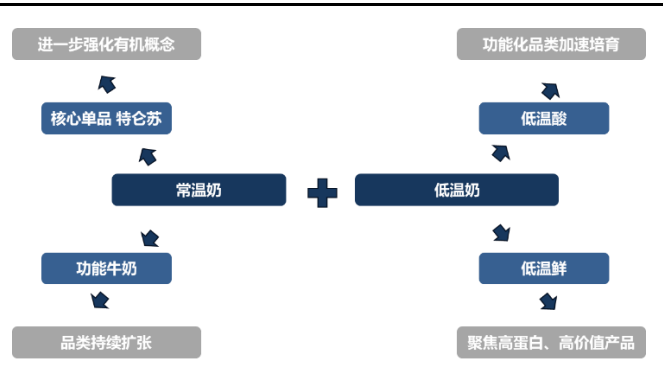 进一步强化有机概念
功能化品类加速培育
核心单品 特仑苏
低温酸
常温奶
低温奶
功能牛奶
低温鲜
品类持续扩张
聚焦高蛋白、高价值产品